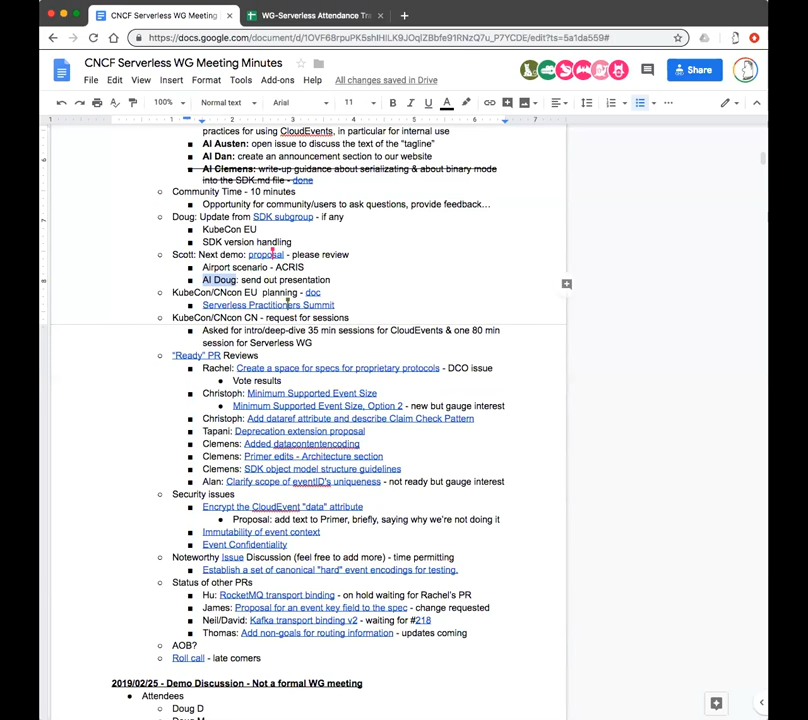 CNCF Serverless WG Meeting
WG-Serverless Attendance Tra
https://docs.google.com/document/d/1OVF68rpuPK5shIHILK9JOqIZBbfe91RNzQ7u_P7YCDE/edit?ts=5a1da559#
CNCF Serverless WG Meeting Minutes
File Edit View Insert Format Tools Add-ons Help All changes saved in Drive
Share
100% Normal text Arial 11
practices for using CloudEvents, in particular for internal use
AI Austen: open issue to discuss the text of the "tagline"
AI Dan: create an announcement section to our website
AI Clemens: write-up guidance about serializating & about binary mode
into the SDK.md file - done
Community Time - 10 minutes
Opportunity for community/users to ask questions, provide feedback…
Doug: Update from SDK subgroup - if any
KubeCon EU
SDK version handling
Scott: Next demo: proposal - please review
Airport scenario - ACRIS
AI Doug: send out presentation
KubeCon/CNcon EU planning - doc
Serverless Practitioners Summit
KubeCon/CNcon CN - request for sessions
Asked for intro/deep-dive 35 min sessions for CloudEvents & one 80 min
session for Serverless WG
"Ready" PR Reviews
Rachel: Create a space for specs for proprietary protocols - DCO issue
Vote results
Christoph: Minimum Supported Event Size
Minimum Supported Event Size, Option 2 - new but gauge interest
Christoph: Add dataref attribute and describe Claim Check Pattern
Tapani: Deprecation extension proposal
Clemens: Added datacontentencoding
Clemens: Primer edits - Architecture section
Clemens: SDK object model structure guidelines
Alan: Clarify scope of eventID's uniqueness - not ready but gauge interest
Security issues
Encrypt the CloudEvent "data" attribute
Proposal: add text to Primer, briefly, saying why we're not doing it
Immutability of event context
Event Confidentiality
Noteworthy Issue Discussion (feel free to add more) - time permitting
Establish a set of canonical "hard" event encodings for testing.
Status of other PRs
Hu: RocketMQ transport binding - on hold waiting for Rachel's PR
James: Proposal for an event key field to the spec - change requested
Neil/David: Kafka transport binding v2 - waiting for #218
Thomas: Add non-goals for routing information - updates coming
AOB?
Roll call - late comers
2019/02/25 - Demo Discussion - Not a formal WG meeting
Attendees
Doug D